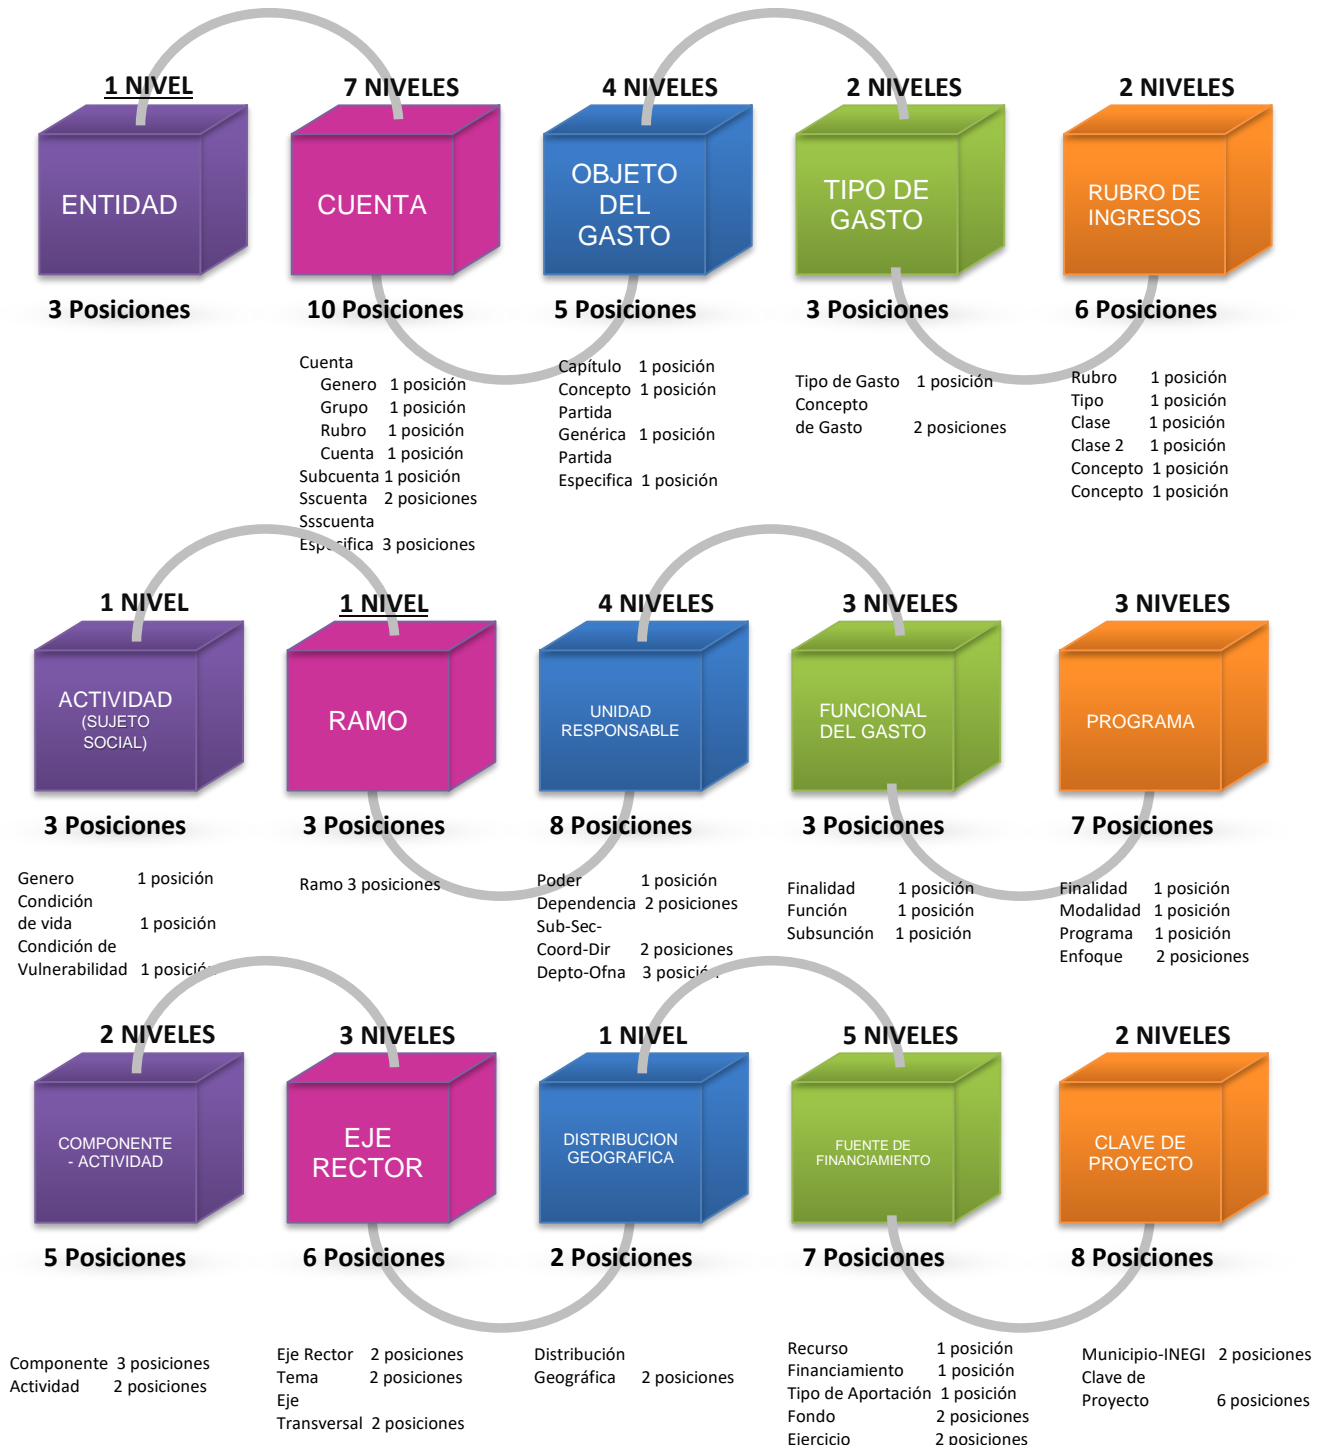 1 NIVEL
7 NIVELES
4 NIVELES
2 NIVELES
2 NIVELES
ENTIDAD
CUENTA
OBJETO
DEL
GASTO
TIPO DE
GASTO
RUBRO DE
INGRESOS
3 Posiciones
10 Posiciones
5 Posiciones
3 Posiciones
6 Posiciones
Cuenta
Genero 1 posición
Grupo 1 posición
Rubro 1 posición
Cuenta 1 posición
Subcuenta 1 posición
Sscuenta 2 posiciones
Ssscuenta
Especifica 3 posiciones
Capítulo 1 posición
Concepto 1 posición
Partida
Genérica 1 posición
Partida
Especifica 1 posición
Tipo de Gasto 1 posición
Concepto
de Gasto 2 posiciones
Rubro 1 posición
Tipo 1 posición
Clase 1 posición
Clase 2 1 posición
Concepto 1 posición
Concepto 1 posición
1 NIVEL
1 NIVEL
4 NIVELES
3 NIVELES
3 NIVELES
ACTIVIDAD
(SUJETO
SOCIAL)
RAMO
UNIDAD
RESPONSABLE
FUNCIONAL
DEL GASTO
PROGRAMA
3 Posiciones
3 Posiciones
8 Posiciones
3 Posiciones
7 Posiciones
Genero 1 posición
Condición
de vida 1 posición
Condición de
Vulnerabilidad 1 posición
Ramo 3 posiciones
Poder 1 posición
Dependencia 2 posiciones
Sub-Sec-
Coord-Dir 2 posiciones
Depto-Ofna 3 posición
Finalidad 1 posición
Función 1 posición
Subsunción 1 posición
Finalidad 1 posición
Modalidad 1 posición
Programa 1 posición
Enfoque 2 posiciones
2 NIVELES
3 NIVELES
1 NIVEL
5 NIVELES
2 NIVELES
COMPONENTE
- ACTIVIDAD
EJE
RECTOR
DISTRIBUCION
GEOGRAFICA
FUENTE DE
FINANCIAMIENTO
CLAVE DE
PROYECTO
5 Posiciones
6 Posiciones
2 Posiciones
7 Posiciones
8 Posiciones
Componente 3 posiciones
Actividad 2 posiciones
Eje Rector 2 posiciones
Tema 2 posiciones
Eje
Transversal 2 posiciones
Distribución
Geográfica 2 posiciones
Recurso 1 posición
Financiamiento 1 posición
Tipo de Aportación 1 posición
Fondo 2 posiciones
Ejercicio 2 posiciones
Municipio-INEGI 2 posiciones
Clave de
Proyecto 6 posiciones